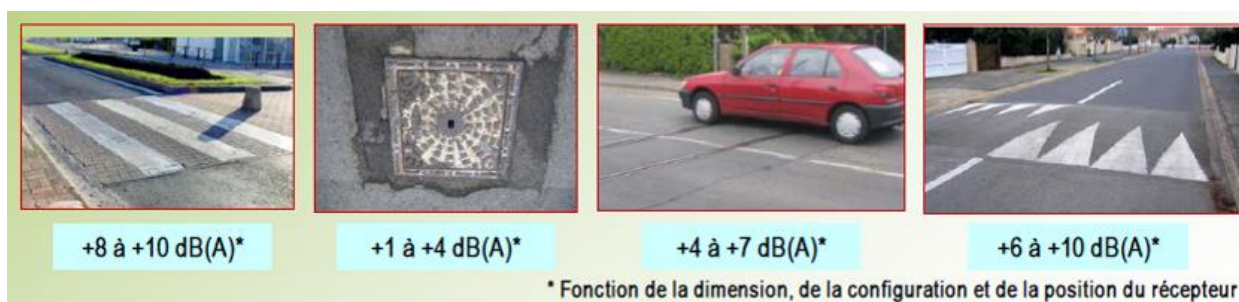 +8 à +10 dB(A)*
+1 à +4 dB(A)*
+4 à +7 dB(A)*
+6 à +10 dB(A)*
* Fonction de la dimension, de la configuration et de la position du récepteur